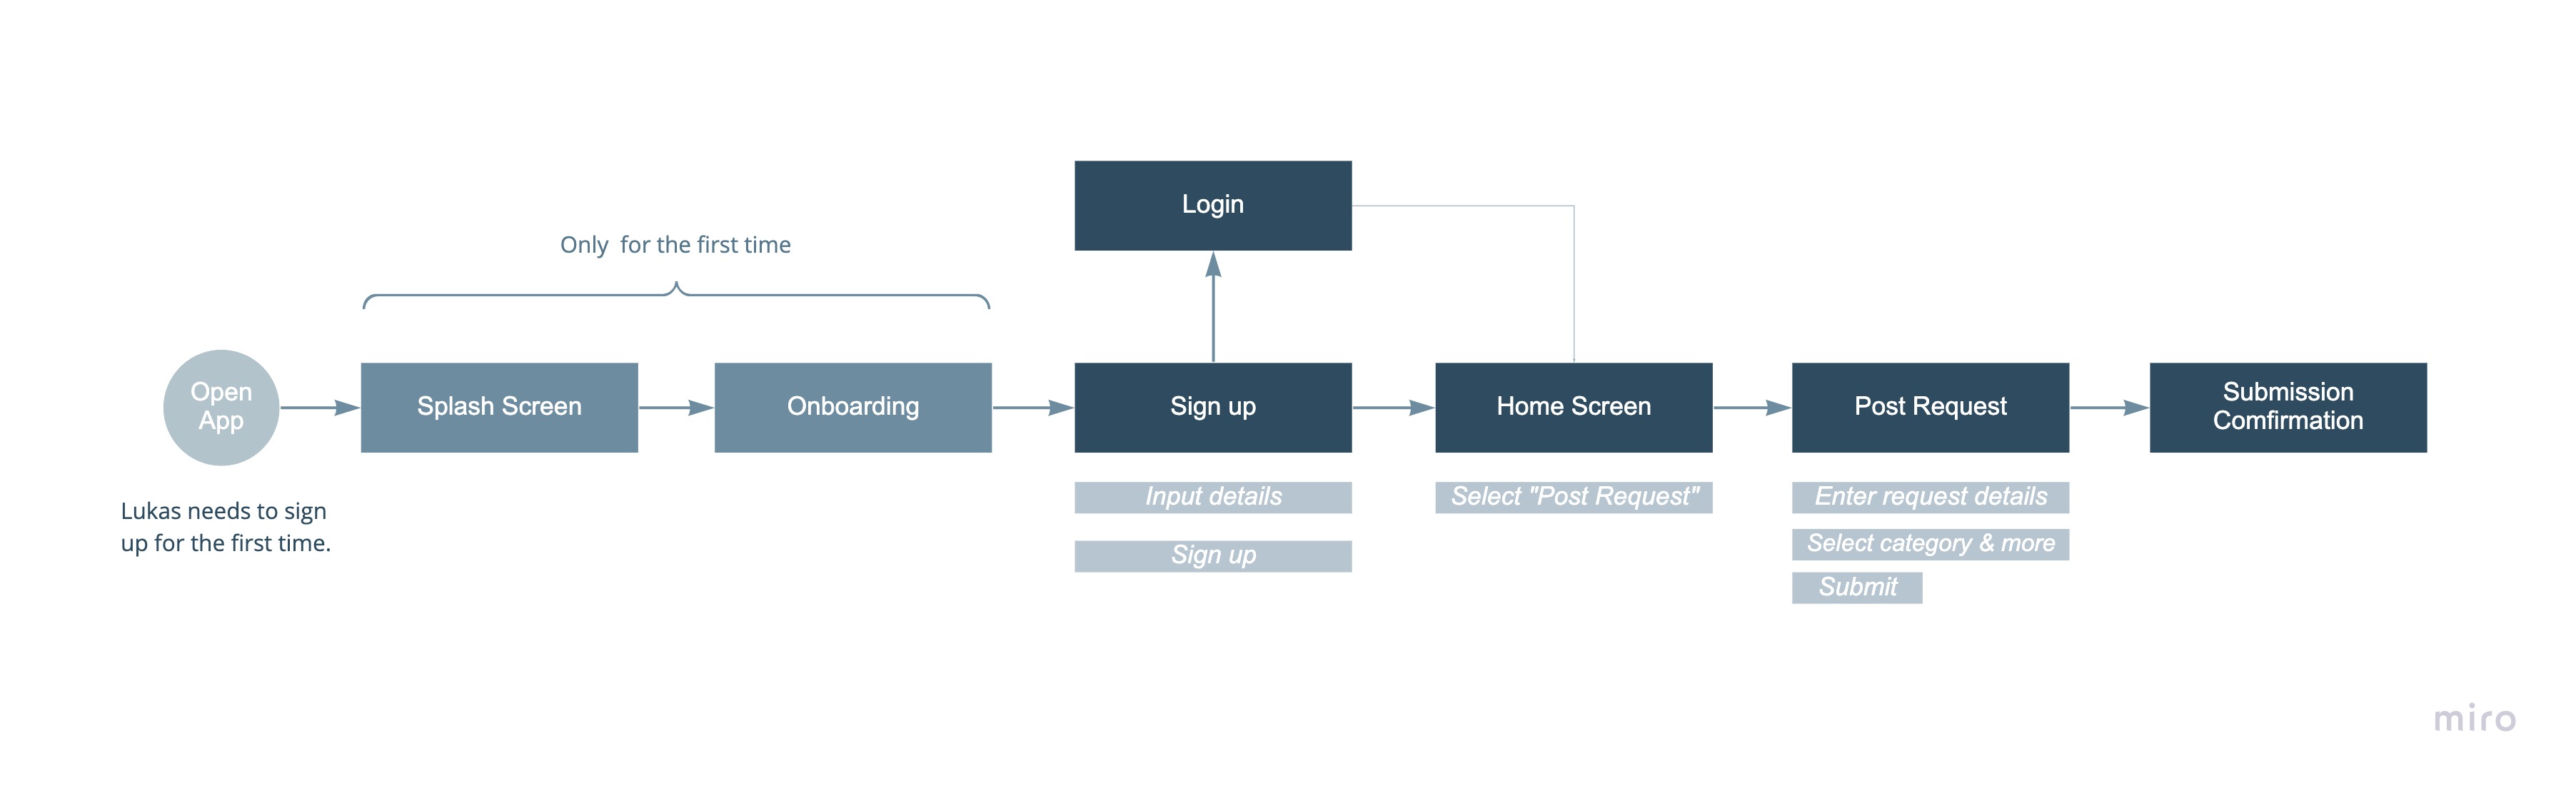 Login
Only  for the first time
Open
App
Splash Screen
Onboarding
Sign up
Home Screen
Post Request
Submission
Comfirmation
Lukas needs to sign
up for the first time.
Input details
Sign up
Select "Post Request"
Enter request details
Select category & more
Submit
miro